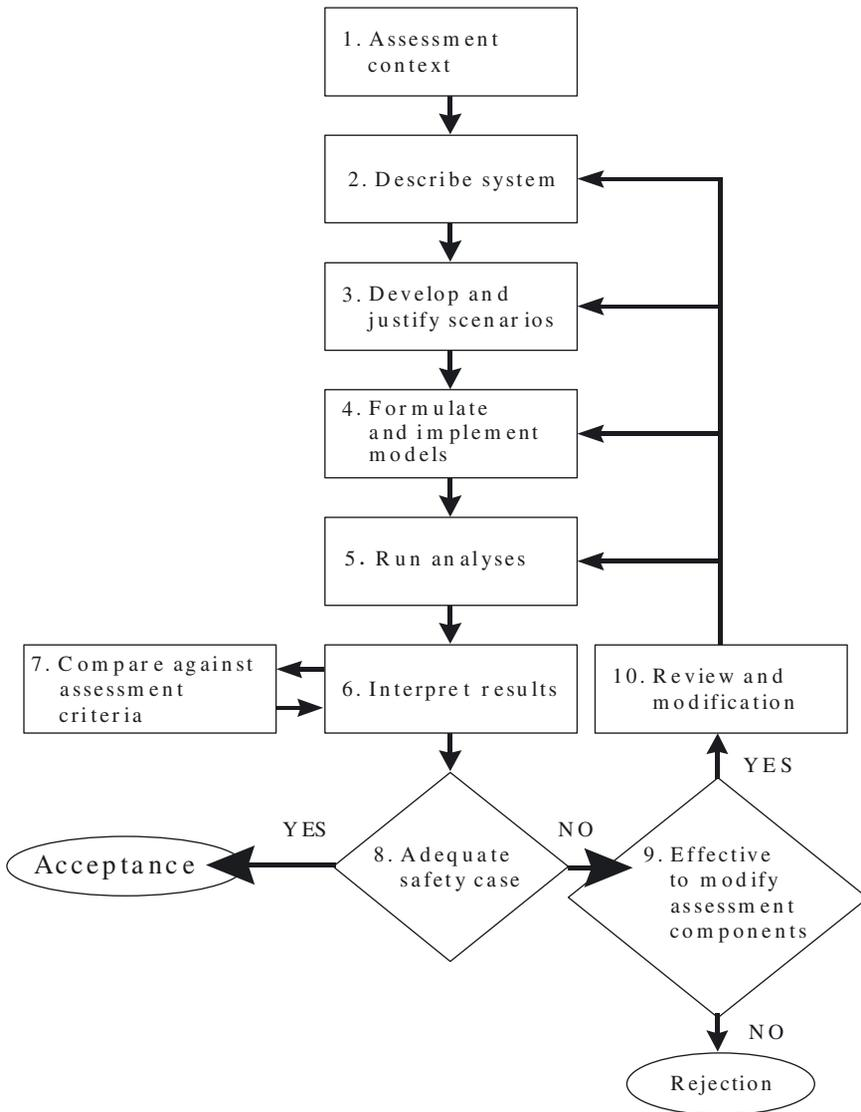 1. Assessment
context
2. Describe system
3. Develop and
justify scenarios
4. Formulate
and implement
models
5. Run analyses
7. Compare against
assessment
criteria
6. Interpret results
10. Review and
modification
YES
YES
NO
Acceptance
8. Adequate
safety case
9. Effective
to modify
assessment
components
NO
Rejection